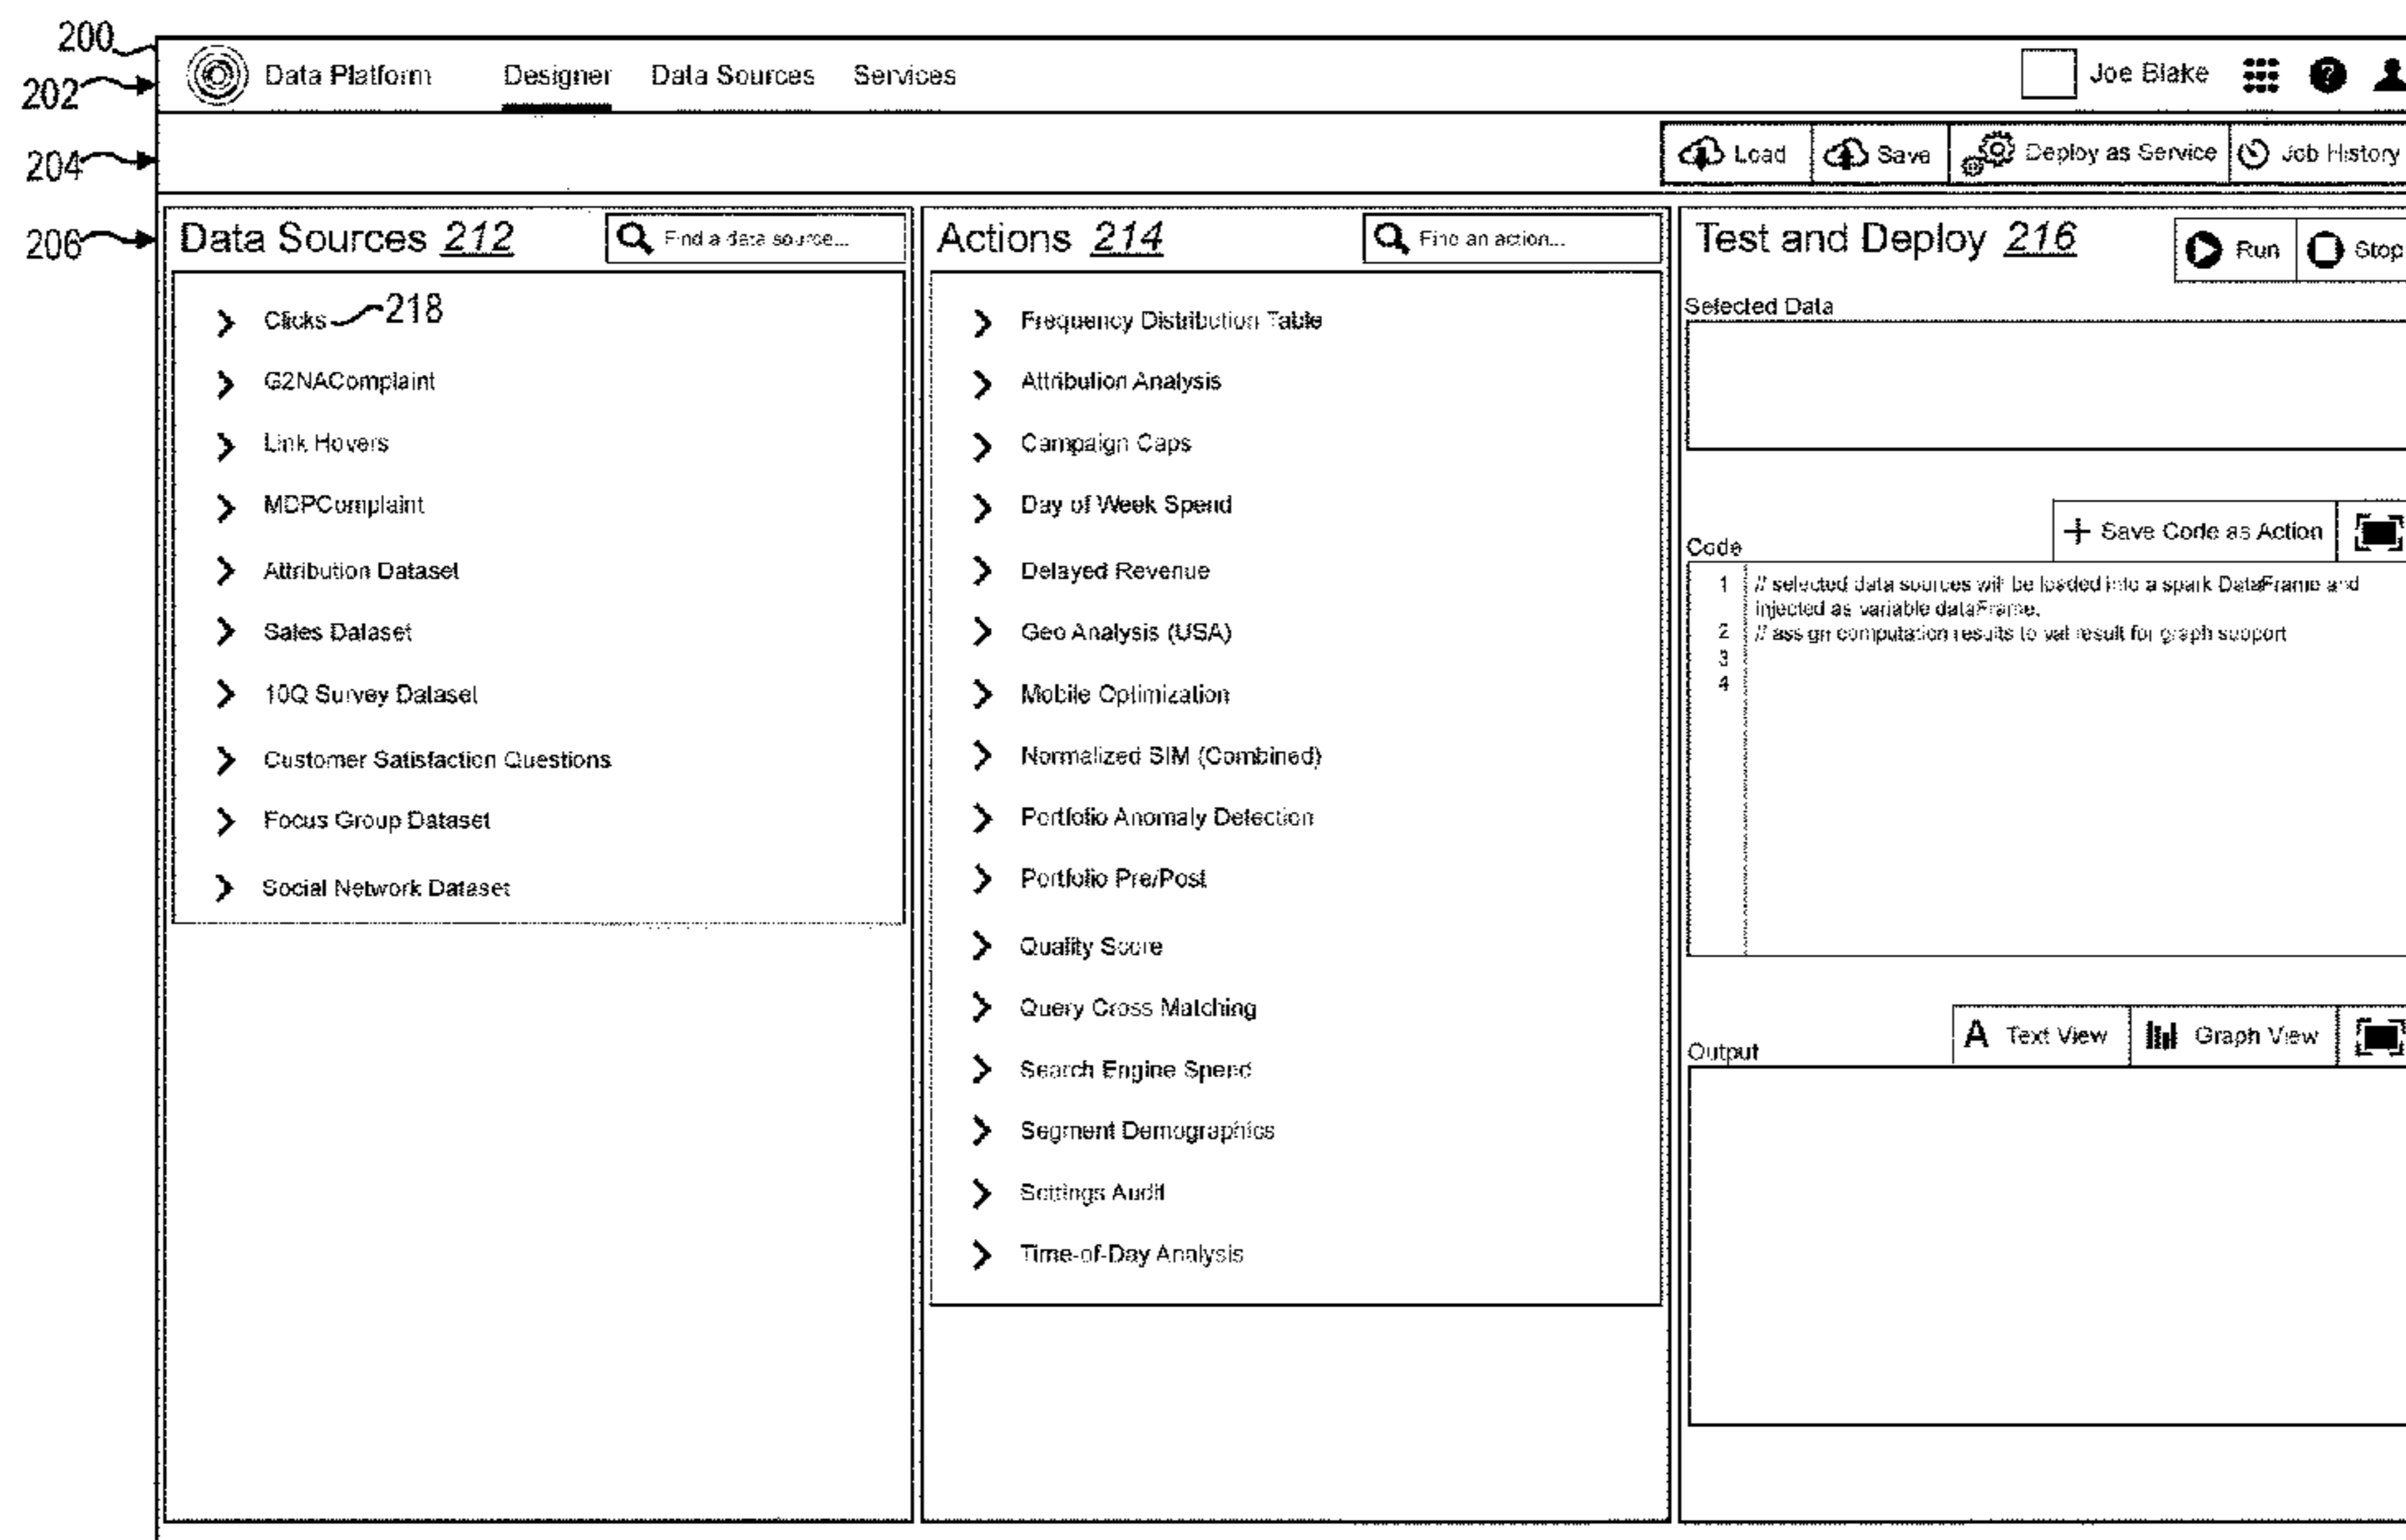 200
202
Data Platform Designer Data Sources Services Joe Blake ?
204
Load Save Deploy as Service Job History
206
Data Sources 212 Find a data source...
Clicks 218
G2NAComplaint
Link Hovers
MDPComplaint
Attribution Dataset
Sales Dataset
10Q Survey Dataset
Customer Satisfaction Questions
Focus Group Dataset
Social Network Dataset
Actions 214 Find an action...
Frequency Distribution Table
Attribution Analysis
Campaign Caps
Day of Week Spend
Delayed Revenue
Geo Analysis (USA)
Mobile Optimization
Normalized SIM (Combined)
Portfolio Anomaly Detection
Portfolio Pre/Post
Quality Score
Query Cross Matching
Search Engine Spend
Segment Demographics
Settings Audit
Time-of-Day Analysis
Test and Deploy 216 Run Stop
Selected Data
Code + Save Code as Action
1 // selected data sources will be loaded into a spark DataFrame and
injected as variable dataFrame.
2 // assign computation results to val result for graph support
3
4
Output A Text View Graph View